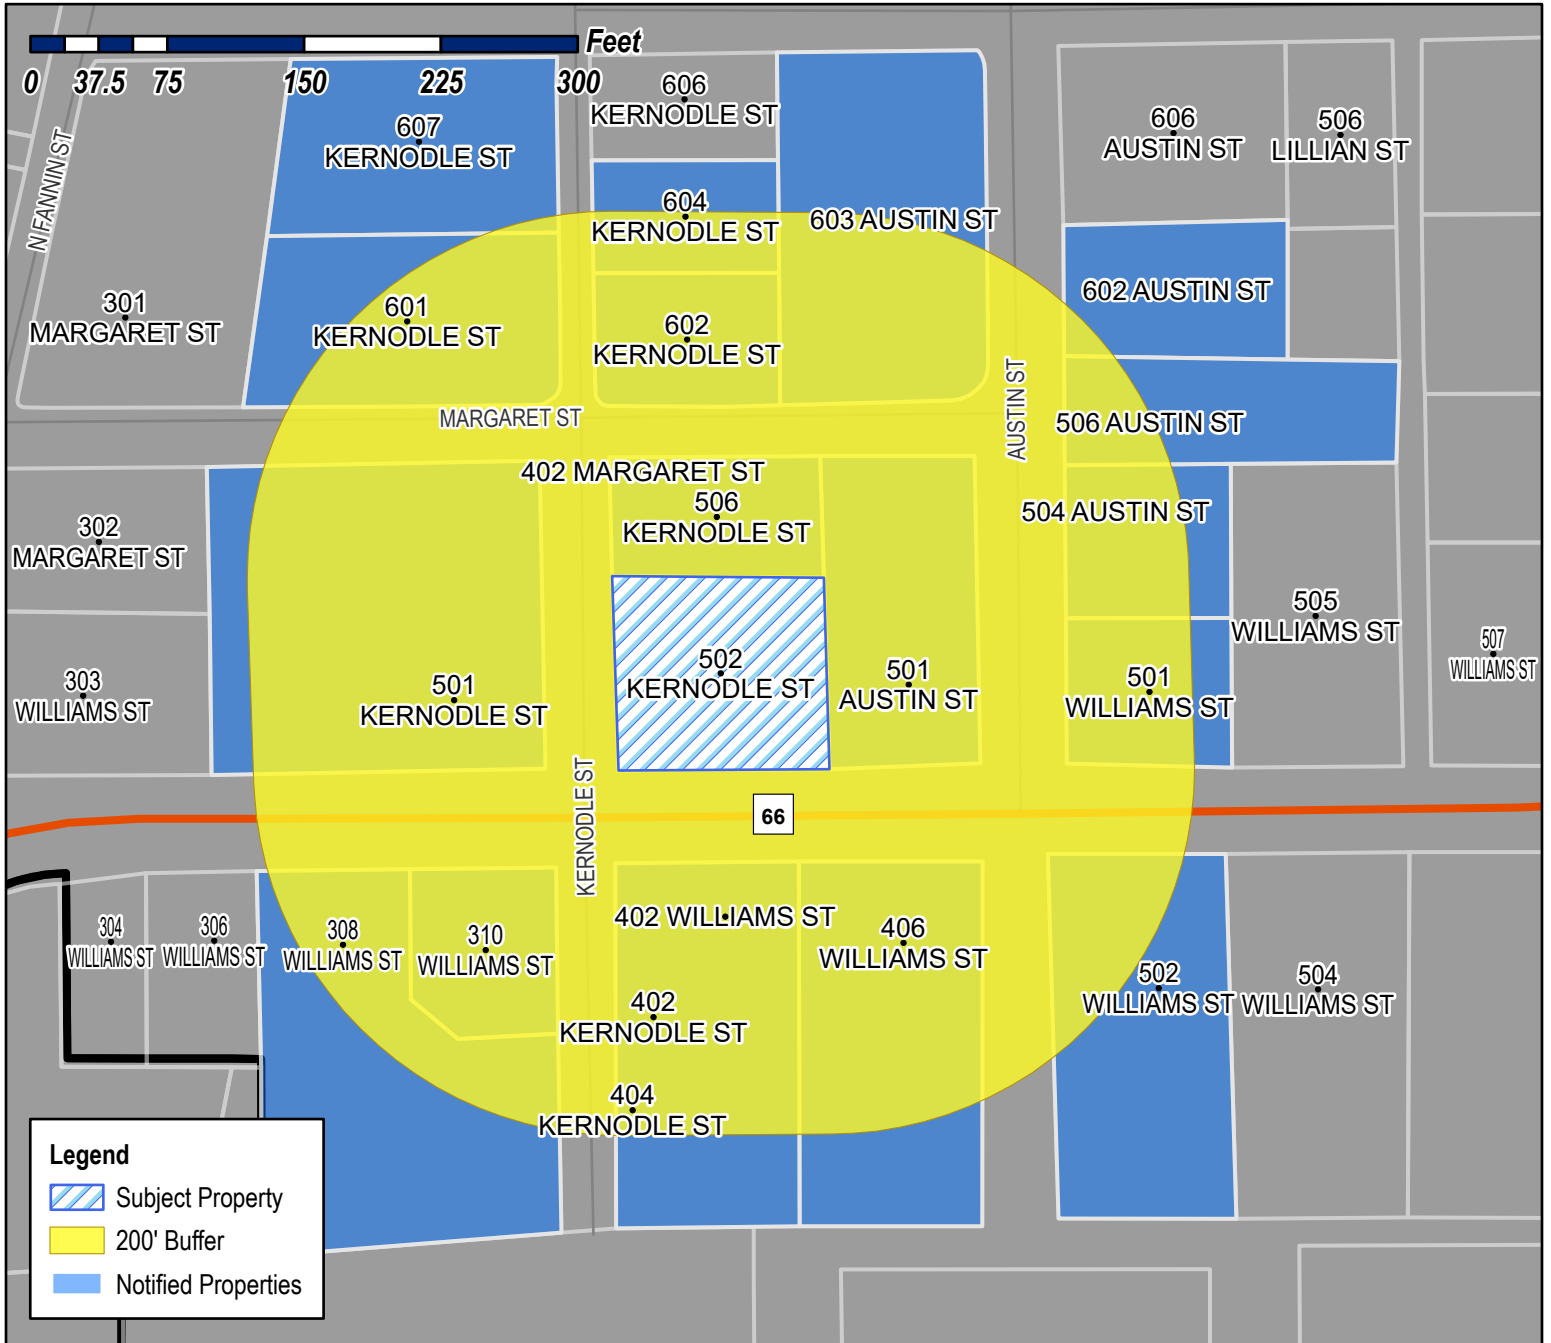 Feet
0 37.5 75 150 225 300
607
KERNODLE ST
606
KERNODLE ST
606
AUSTIN ST
506
LILLIAN ST
N FANNIN ST
604
KERNODLE ST
603 AUSTIN ST
602 AUSTIN ST
301
MARGARET ST
601
KERNODLE ST
602
KERNODLE ST
MARGARET ST
AUSTIN ST
506 AUSTIN ST
402 MARGARET ST
506
KERNODLE ST
504 AUSTIN ST
302
MARGARET ST
505
WILLIAMS ST
507
WILLIAMS ST
303
WILLIAMS ST
501
KERNODLE ST
502
KERNODLE ST
501
AUSTIN ST
501
WILLIAMS ST
KERNODLE ST
66
304
WILLIAMS ST
306
WILLIAMS ST
308
WILLIAMS ST
310
WILLIAMS ST
402 WILLIAMS ST
406
WILLIAMS ST
402
KERNODLE ST
502
WILLIAMS ST
504
WILLIAMS ST
404
KERNODLE ST
Legend
Subject Property
200' Buffer
Notified Properties